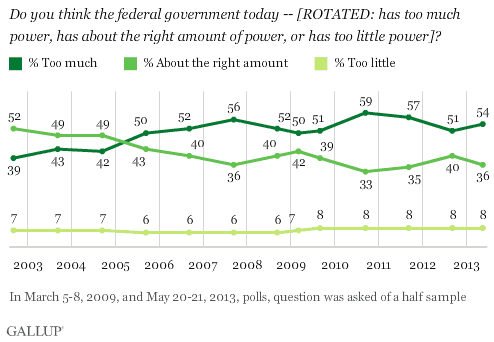 Do you think the federal government today -- [ROTATED: has too much
power, has about the right amount of power, or has too little power]?
% Too much % About the right amount % Too little
52 49 49 50 52 56 52 50 51 59 57 51 54
39 43 42 43 40 36 40 42 39 33 35 40 36
7 7 7 6 6 6 6 7 8 8 8 8 8
2003 2004 2005 2006 2007 2008 2009 2010 2011 2012 2013
In March 5-8, 2009, and May 20-21, 2013, polls, question was asked of a half sample
GALLUP